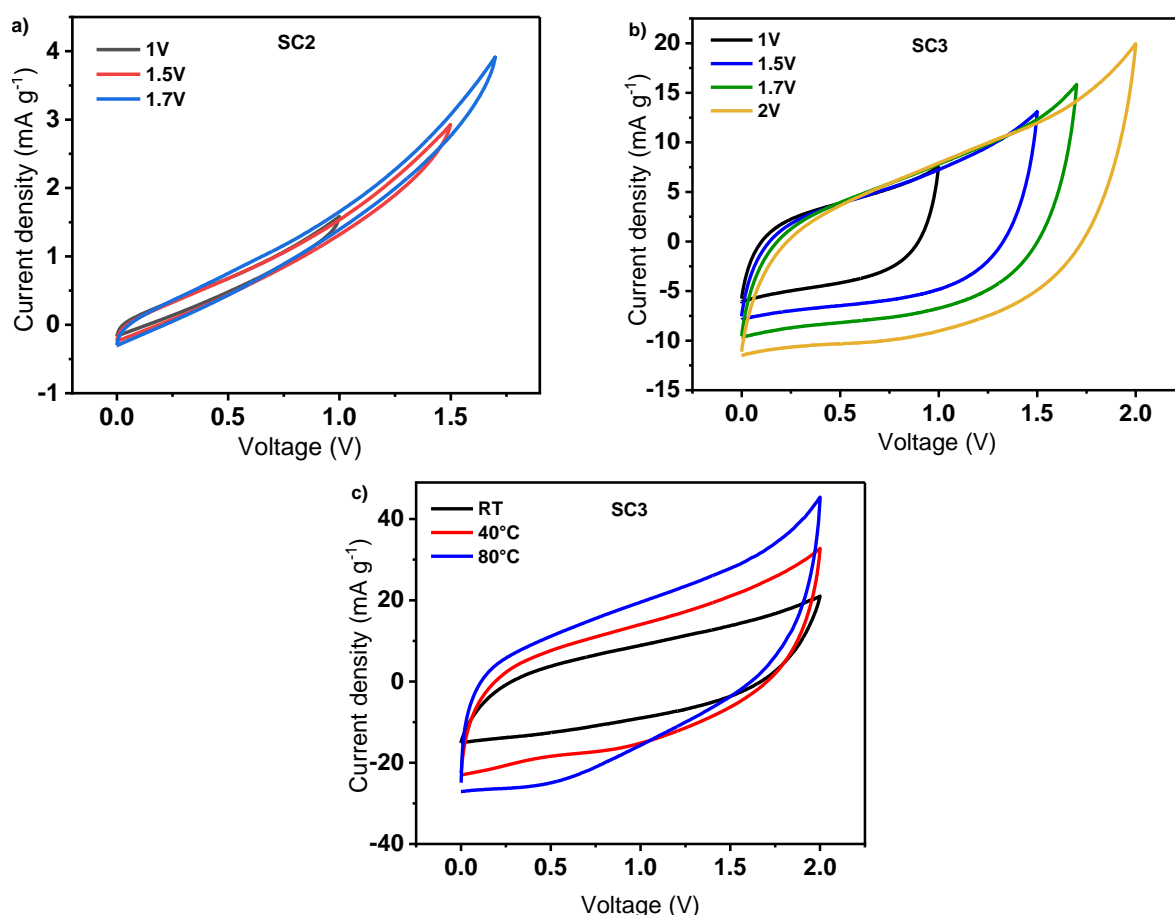 a)
SC2
1V
1.5V
1.7V
4
3
2
1
0
-1
Current density (mA g-1)
0.0 0.5 1.0 1.5
Voltage (V)
b)
SC3
1V
1.5V
1.7V
2V
20
15
10
5
0
-5
-10
-15
Current density (mA g-1)
0.0 0.5 1.0 1.5 2.0
Voltage (V)
c)
SC3
RT
40°C
80°C
40
20
0
-20
-40
Current density (mA g-1)
0.0 0.5 1.0 1.5 2.0
Voltage (V)